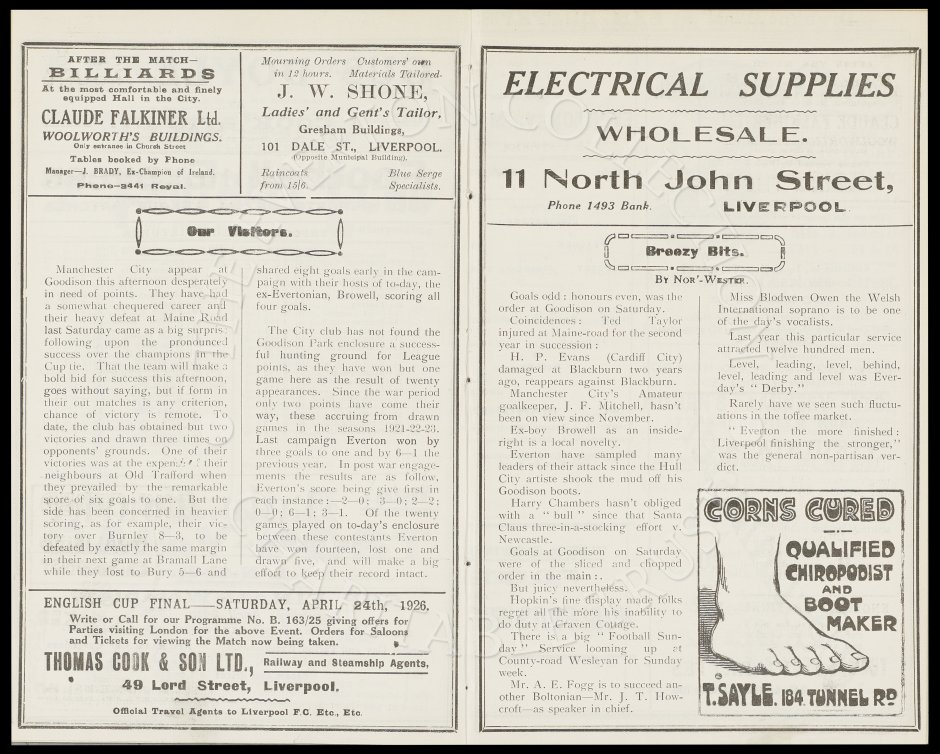 AFTER THE MATCH—
BILLIARDS
At the most comfortable and finely
equipped Hall in the City.
CLAUDE FALKINER Ltd.
WOOLWORTH'S BUILDINGS.
Only entrance in Church Street
Tables booked by Phone
Manager—J. BRADY, Ex-Champion of Ireland.
Phone—3441 Royal.
Mourning Orders Customers' own
in 12 hours. Materials Tailored.
J. W. SHONE,
Ladies' and Gent's Tailor,
Gresham Buildings,
101 DALE ST., LIVERPOOL.
(Opposite Municipal Building).
Raincoats Blue Serge
from 15/6. Specialists.
Our Visitors.
Manchester City appear at
Goodison this afternoon desperately
in need of points. They have had
a somewhat chequered career and
their heavy defeat at Maine Road
last Saturday came as a big surprise
following upon the pronounced
success over the champions in the
Cup tie. That the team will make a
bold bid for success this afternoon,
goes without saying, but if form in
their out matches is any criterion,
chance of victory is remote. To
date, the club has obtained but two
victories and drawn three times on
opponents' grounds. One of their
victories was at the expense of their
neighbours at Old Trafford when
they prevailed by the remarkable
score of six goals to one. But the
side has been concerned in heavier
scoring, as for example, their vic-
tory over Burnley 8—3, to be
defeated by exactly the same margin
in their next game at Bramall Lane
while they lost to Bury 5—6 and
shared eight goals early in the cam-
paign with their hosts of to-day, the
ex-Evertonian, Browell, scoring all
four goals.
The City club has not found the
Goodison Park enclosure a success-
ful hunting ground for League
points, as they have won but one
game here as the result of twenty
appearances. Since the war period
only two points have come their
way, these accruing from drawn
games in the seasons 1921-22-23.
Last campaign Everton won by
three goals to one and by 6—1 the
previous year. In post war engage-
ments the results are as follow,
Everton's score being give first in
each instance :—2—0; 3—0; 2—2;
0—0; 6—1; 3—1. Of the twenty
games played on to-day's enclosure
between these contestants Everton
have won fourteen, lost one and
drawn five, and will make a big
effort to keep their record intact.
ENGLISH CUP FINAL—SATURDAY, APRIL 24th, 1926.
Write or Call for our Programme No. B. 163/25 giving offers for
Parties visiting London for the above Event. Orders for Saloons
and Tickets for viewing the Match now being taken.
THOMAS COOK & SON LTD., Railway and Steamship Agents,
49 Lord Street, Liverpool.
Official Travel Agents to Liverpool F.C. Etc., Etc.
ELECTRICAL SUPPLIES
WHOLESALE.
11 North John Street,
Phone 1493 Bank. LIVERPOOL.
Breezy Bits.
By Nor'-Wester.
Goals odd : honours even, was the
order at Goodison on Saturday.
Coincidences : Ted Taylor
injured at Maine-road for the second
year in succession :
H. P. Evans (Cardiff City)
damaged at Blackburn two years
ago, reappears against Blackburn.
Manchester City's Amateur
goalkeeper, J. F. Mitchell, hasn't
been on view since November.
Ex-boy Browell as an inside-
right is a local novelty.
Everton have sampled many
leaders of their attack since the Hull
City artiste shook the mud off his
Goodison boots.
Harry Chambers hasn't obliged
with a " bull " since that Santa
Claus three-in-a-stocking effort v.
Newcastle.
Goals at Goodison on Saturday
were of the sliced and chopped
order in the main :.
But juicy nevertheless.
Hopkin's fine display made folks
regret all the more his inability to
do duty at Craven Cottage.
There is a big " Football Sun-
day " Service looming up at
County-road Wesleyan for Sunday
week.
Mr. A. E. Fogg is to succeed an-
other Boltonian—Mr. J. T. How-
croft—as speaker in chief.
Miss Blodwen Owen the Welsh
International soprano is to be one
of the day's vocalists.
Last year this particular service
attracted twelve hundred men.
Level, leading, level, behind,
level, leading and level was Ever-
day's " Derby."
Rarely have we seen such fluctu-
ations in the toffee market.
" Everton the more finished :
Liverpool finishing the stronger,"
was the general non-partisan ver-
dict.
CORNS CURED
QUALIFIED
CHIROPODIST
AND
BOOT
MAKER
T. SAYLE. 184 TUNNEL RD